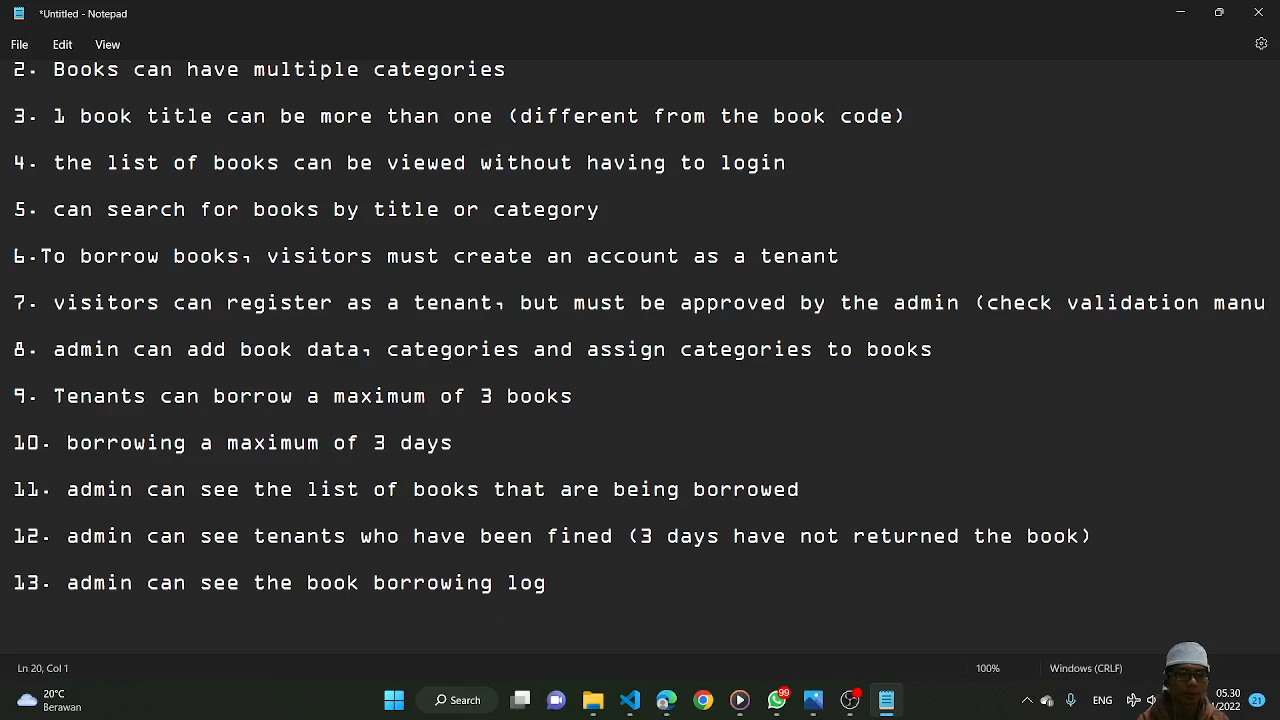 *Untitled - Notepad
File Edit View
2. Books can have multiple categories
3. 1 book title can be more than one (different from the book code)
4. the list of books can be viewed without having to login
5. can search for books by title or category
6.To borrow books, visitors must create an account as a tenant
7. visitors can register as a tenant, but must be approved by the admin (check validation manu
8. admin can add book data, categories and assign categories to books
9. Tenants can borrow a maximum of 3 books
10. borrowing a maximum of 3 days
11. admin can see the list of books that are being borrowed
12. admin can see tenants who have been fined (3 days have not returned the book)
13. admin can see the book borrowing log
Ln 20, Col 1 100% Windows (CRLF)
20°C
Berawan
Search
99
ENG
05.30
/2022
21